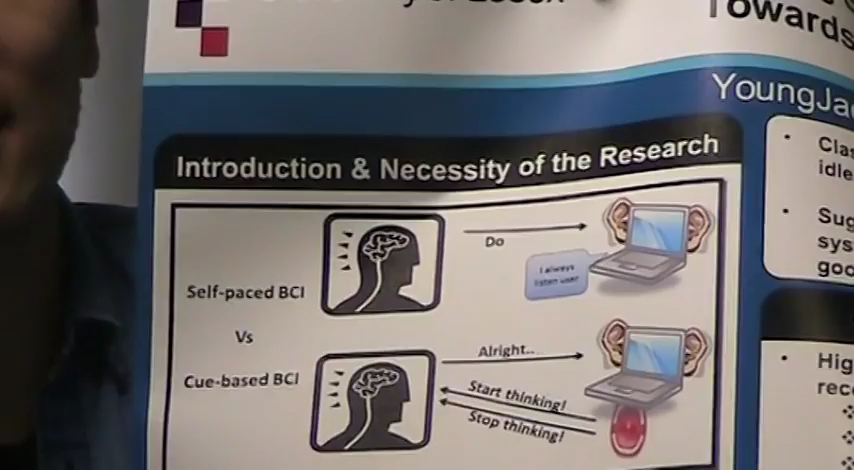 Towards
YoungJae
Introduction & Necessity of the Research
Do
I always
listen user
Self-paced BCI
Vs
Cue-based BCI
Alright..
Start thinking!
Stop thinking!
Clas
idle
Sug
sys
goo
Hig
rec